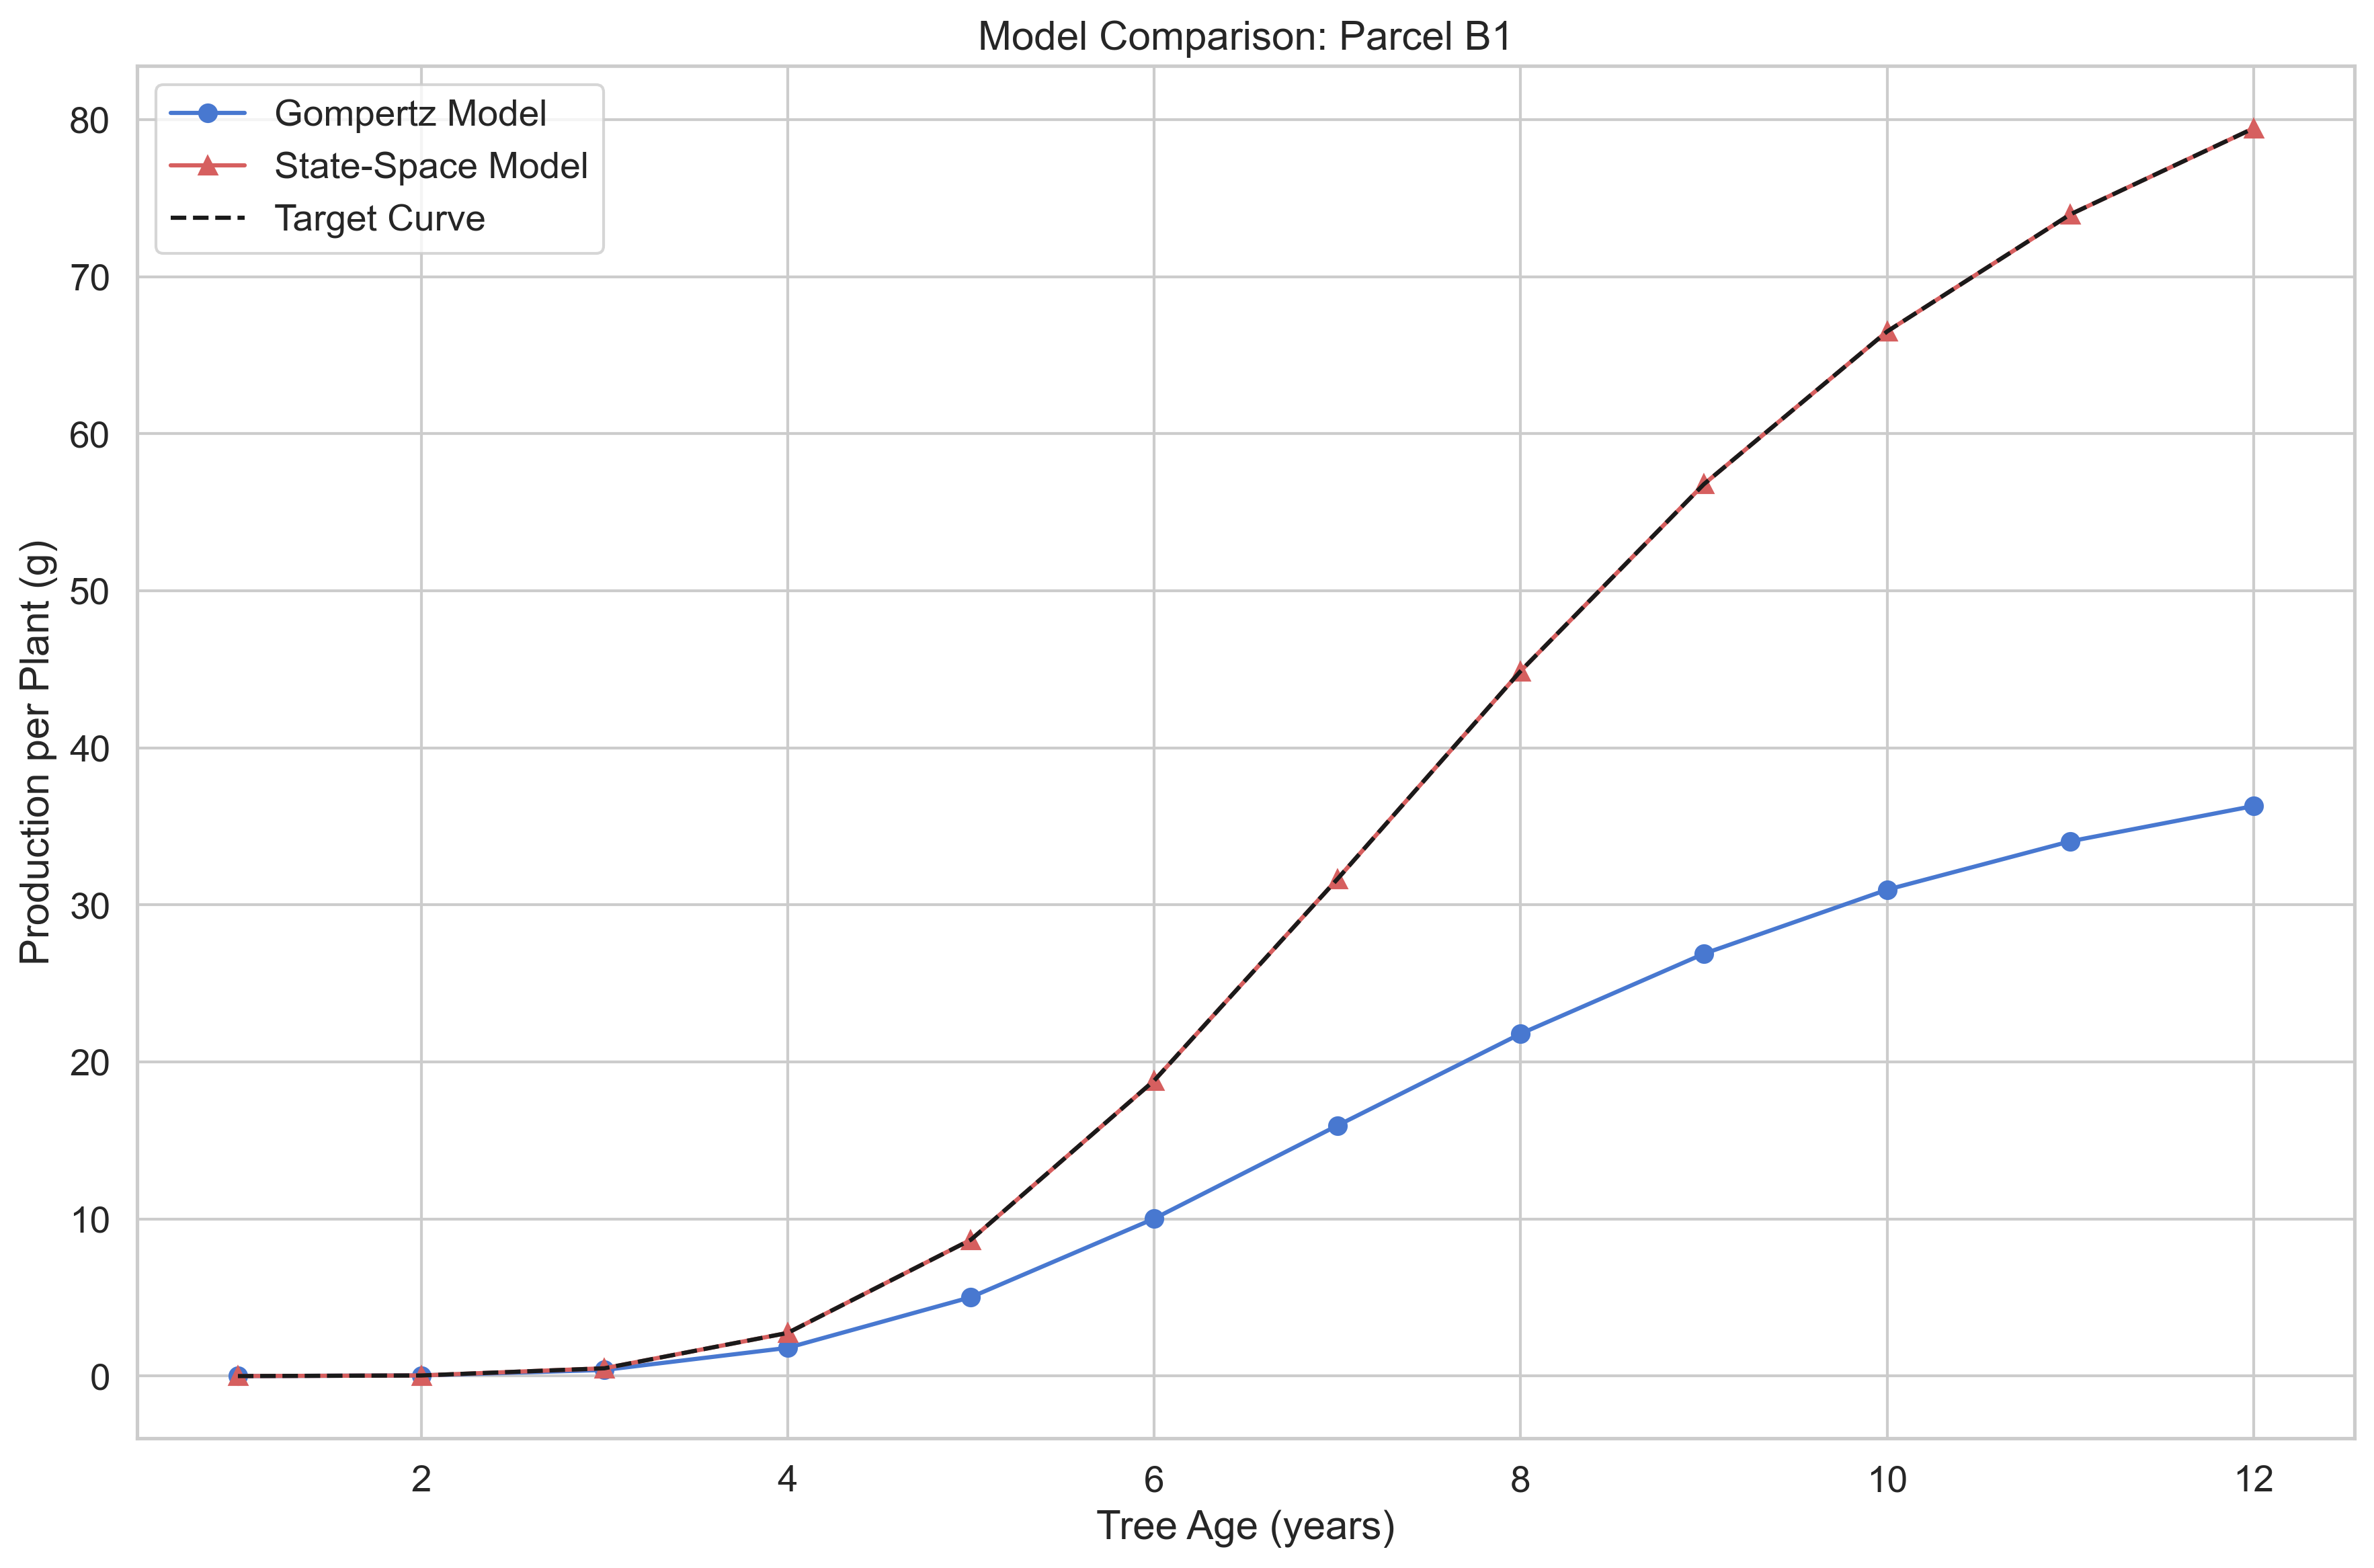 Model Comparison: Parcel B1
Gompertz Model
State-Space Model
Target Curve
Production per Plant (g)
80
70
60
50
40
30
20
10
0
2 4 6 8 10 12
Tree Age (years)